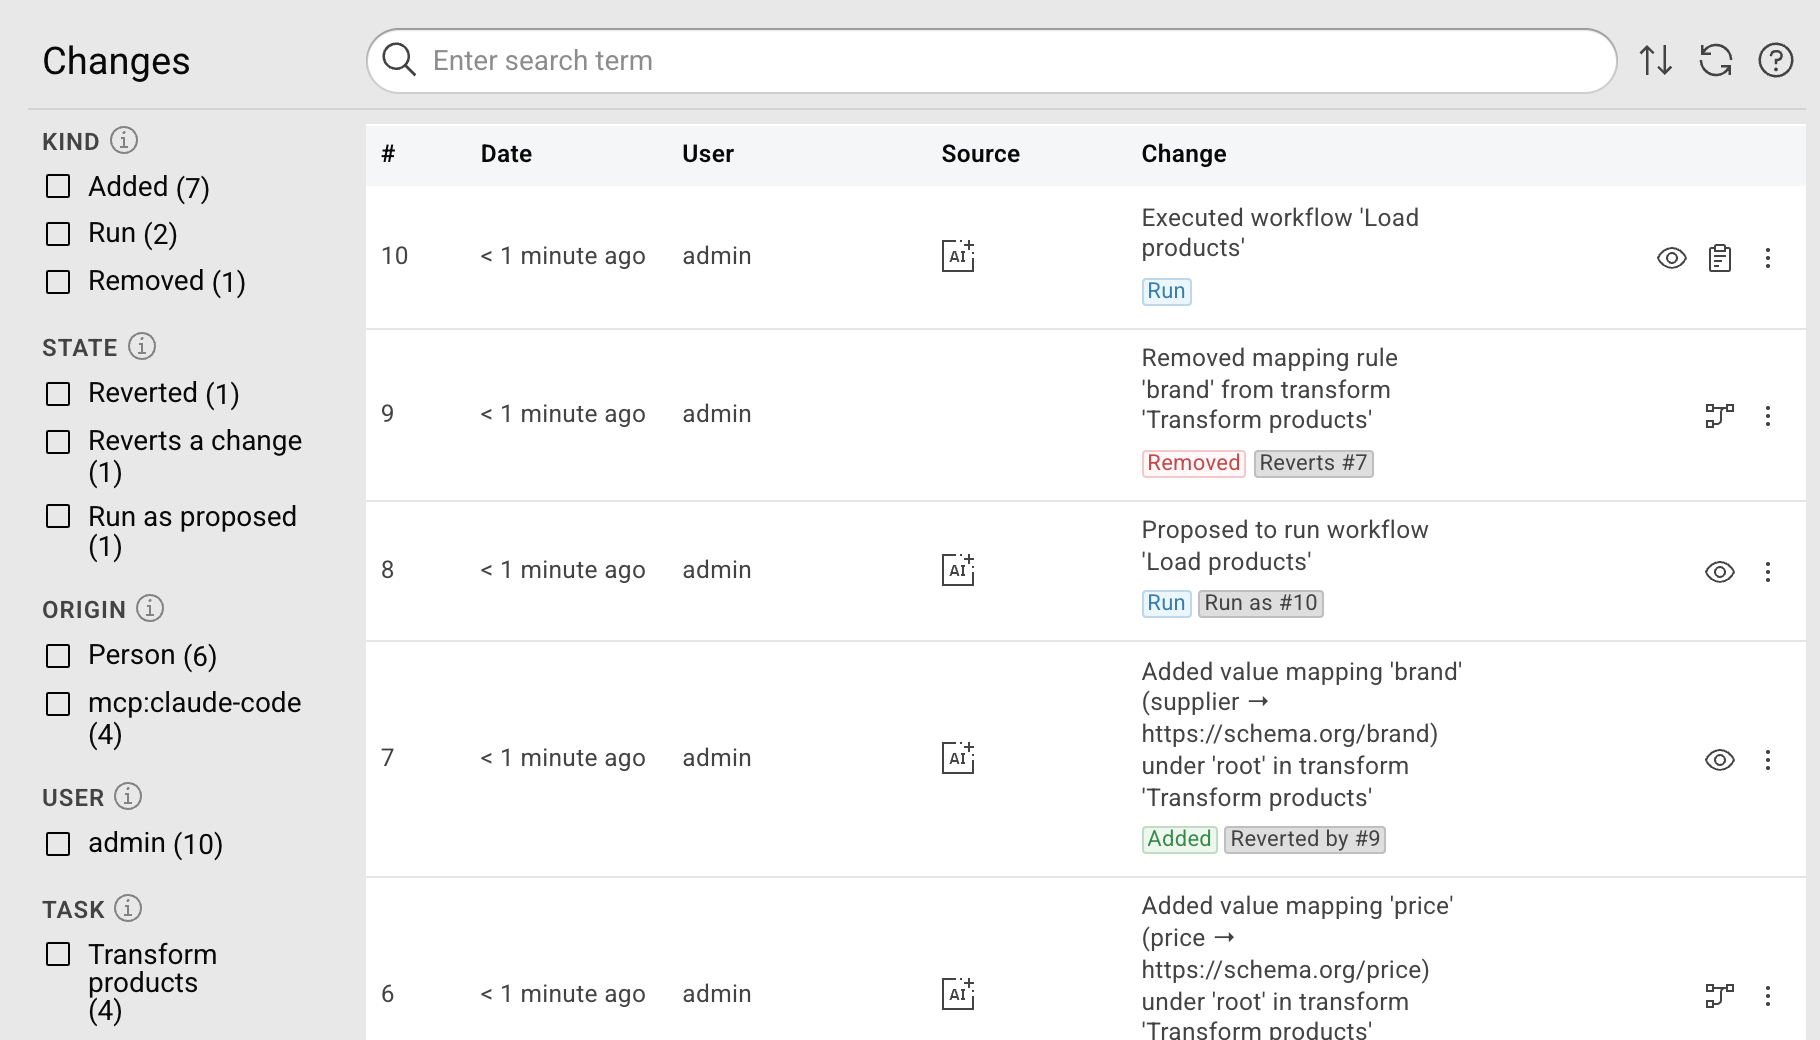 Changes
Enter search term
KIND
Added (7)
Run (2)
Removed (1)
STATE
Reverted (1)
Reverts a change
(1)
Run as proposed
(1)
ORIGIN
Person (6)
mcp:claude-code
(4)
USER
admin (10)
TASK
Transform
products
(4)
# Date User Source Change
10 < 1 minute ago admin AI
Executed workflow 'Load
products'
Run
9 < 1 minute ago admin
Removed mapping rule
'brand' from transform
'Transform products'
Removed Reverts #7
8 < 1 minute ago admin AI
Proposed to run workflow
'Load products'
Run Run as #10
7 < 1 minute ago admin AI
Added value mapping 'brand'
(supplier →
https://schema.org/brand)
under 'root' in transform
'Transform products'
Added Reverted by #9
6 < 1 minute ago admin AI
Added value mapping 'price'
(price →
https://schema.org/price)
under 'root' in transform
'Transform products'